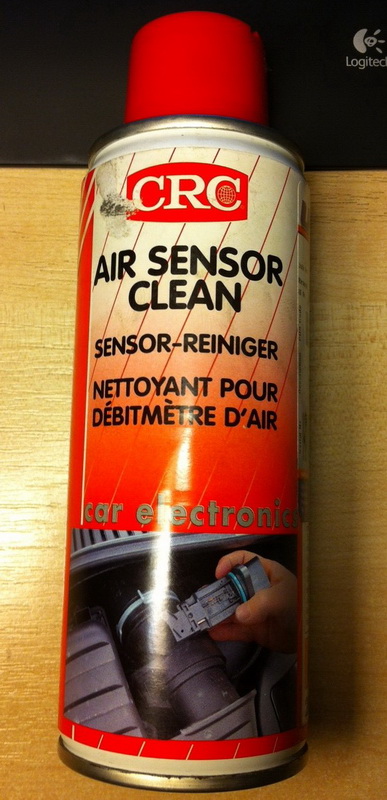 Logitech
CRC
AIR SENSOR
CLEAN
SENSOR-REINIGER
NETTOYANT POUR
DÉBITMÈTRE D'AIR
car electronics